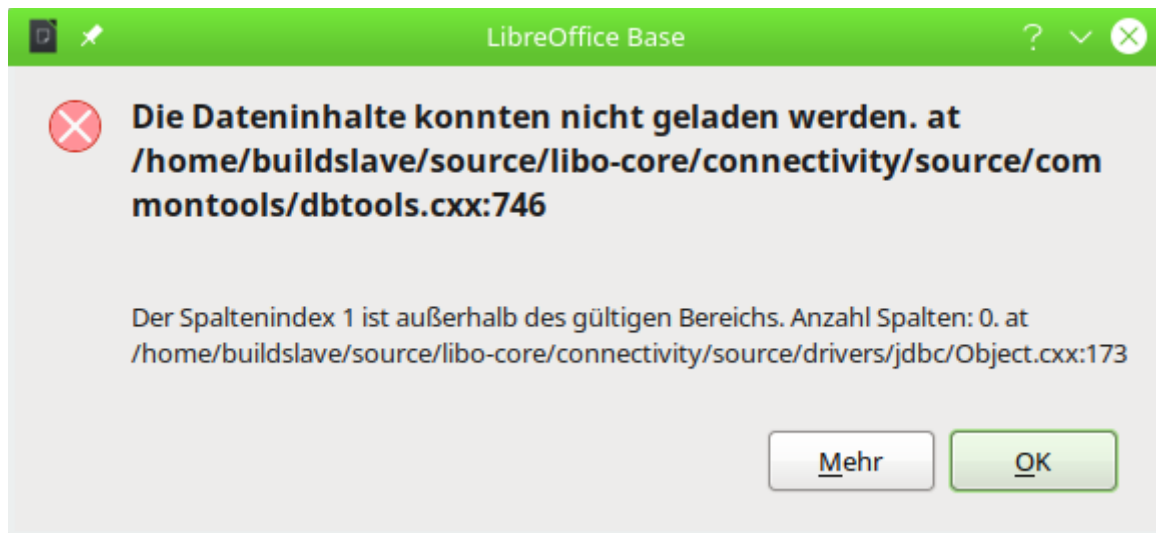 LibreOffice Base
Die Dateninhalte konnten nicht geladen werden. at
/home/buildslave/source/libo-core/connectivity/source/com
montools/dbtools.cxx:746
Der Spaltenindex 1 ist außerhalb des gültigen Bereichs. Anzahl Spalten: 0. at
/home/buildslave/source/libo-core/connectivity/source/drivers/jdbc/Object.cxx:173
Mehr
OK